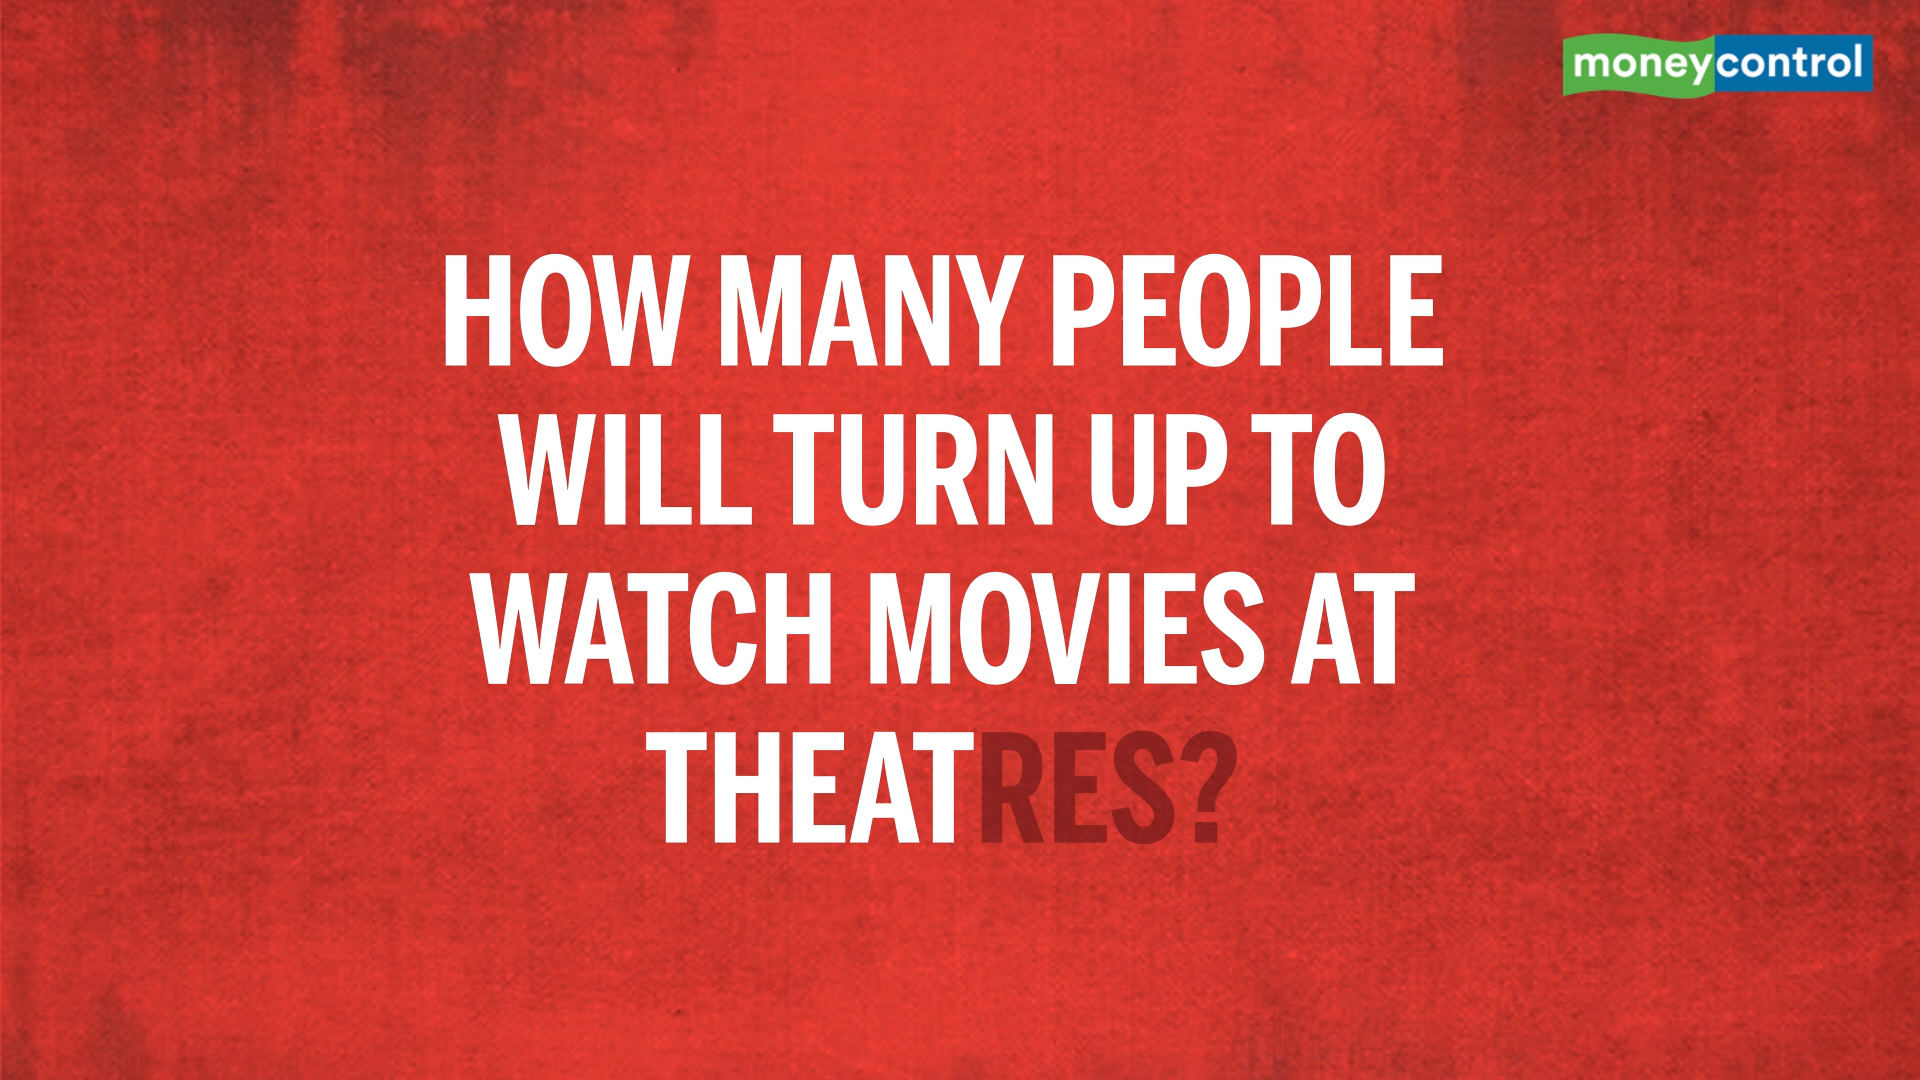 moneycontrol
HOW MANY PEOPLE
WILL TURN UP TO
WATCH MOVIES AT
THEATRES?